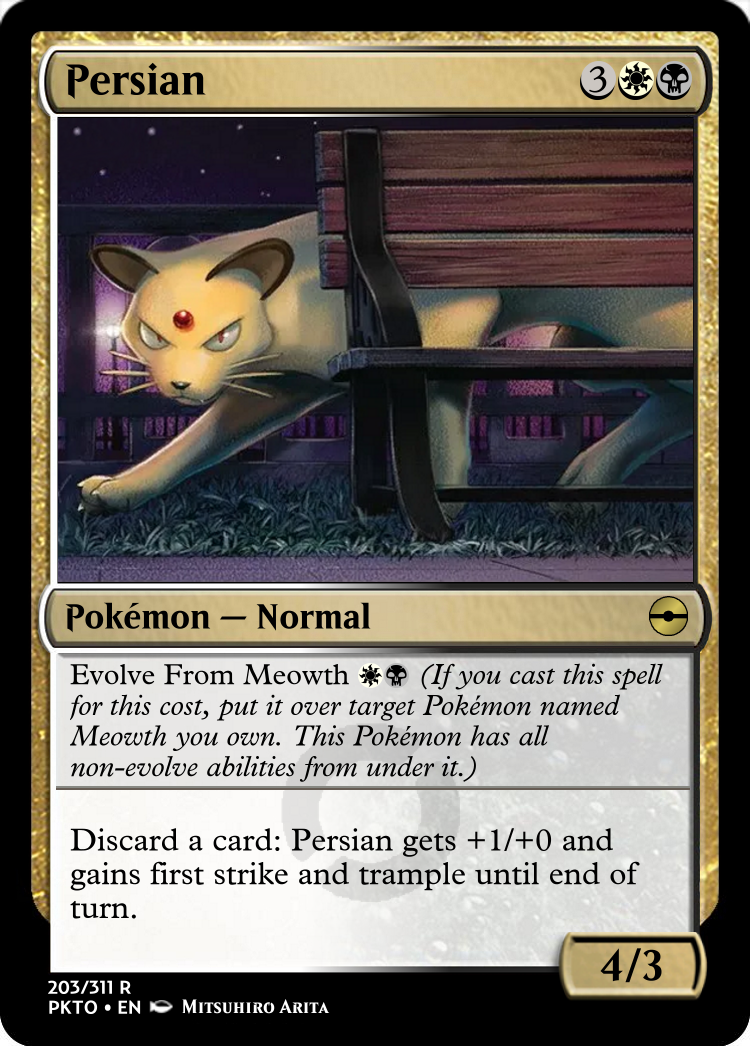 Persian 3
Pokémon — Normal
Evolve From Meowth (If you cast this spell
for this cost, put it over target Pokémon named
Meowth you own. This Pokémon has all
non-evolve abilities from under it.)
Discard a card: Persian gets +1/+0 and
gains first strike and trample until end of
turn.
4/3
203/311 R
PKTO • EN Mitsuhiro Arita